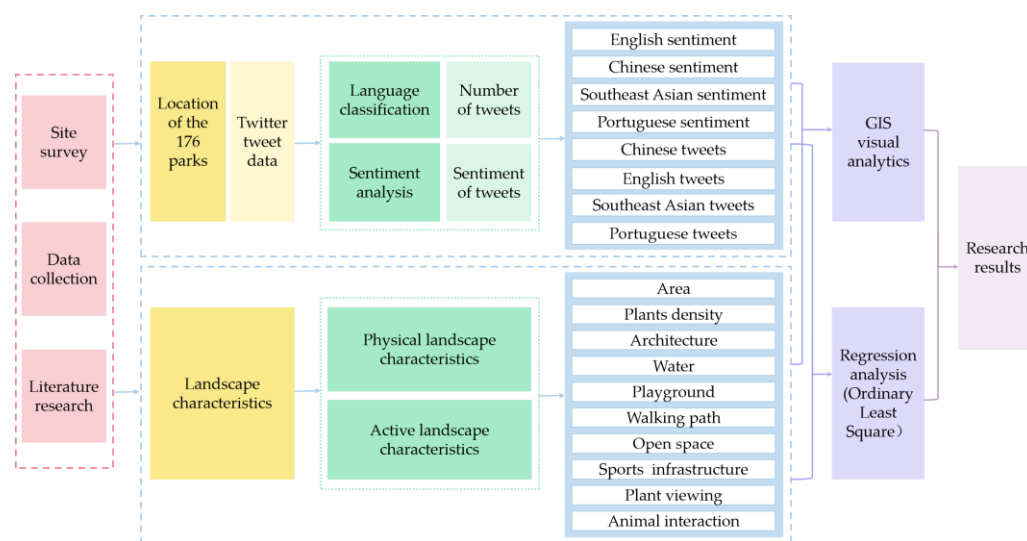 Site
survey
Data
collection
Literature
research
Location
of the
176
parks
Twitter
tweet
data
Language
classification
Number
of tweets
Sentiment
analysis
Sentiment
of tweets
English sentiment
Chinese sentiment
Southeast Asian sentiment
Portuguese sentiment
Chinese tweets
English tweets
Southeast Asian tweets
Portuguese tweets
Landscape
characteristics
Physical landscape
characteristics
Active landscape
characteristics
Area
Plants density
Architecture
Water
Playground
Walking path
Open space
Sports infrastructure
Plant viewing
Animal interaction
GIS
visual
analytics
Regression
analysis
(Ordinary
Least
Square）
Research
results